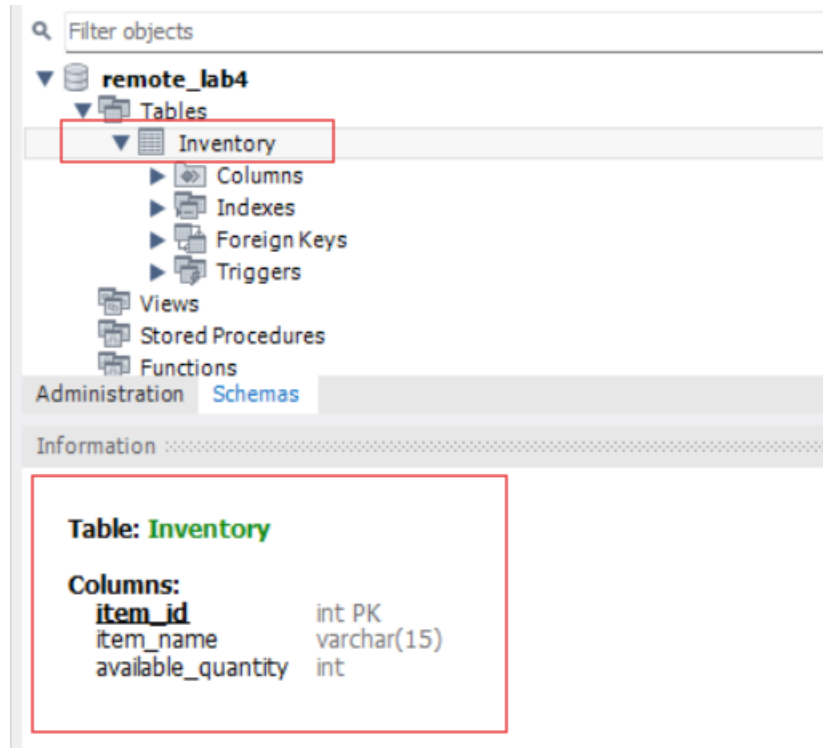 Filter objects
remote_lab4
Tables
Inventory
Columns
Indexes
Foreign Keys
Triggers
Views
Stored Procedures
Functions
Administration Schemas
Information
Table: Inventory
Columns:
item_id int PK
item_name varchar(15)
available_quantity int